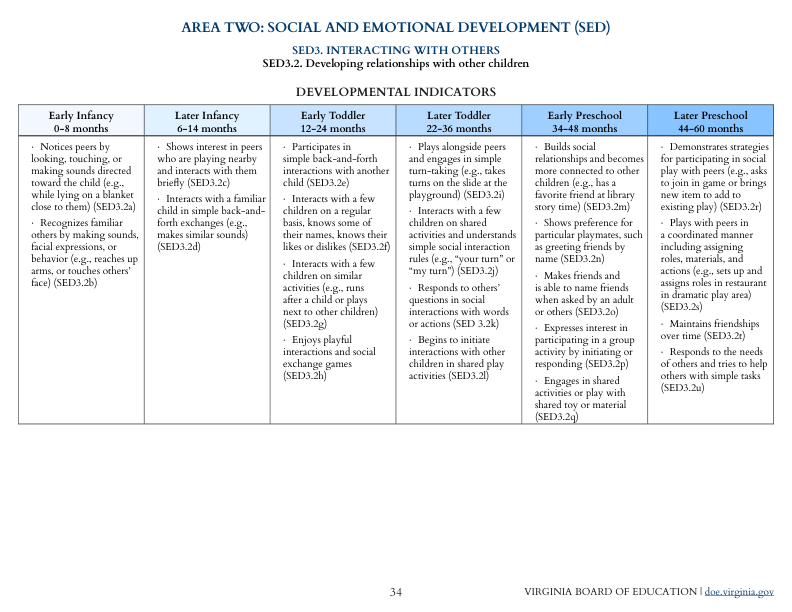 AREA TWO: SOCIAL AND EMOTIONAL DEVELOPMENT (SED)
SED3. INTERACTING WITH OTHERS
SED3.2. Developing relationships with other children
DEVELOPMENTAL INDICATORS
Early Infancy
0–8 months
· Notices peers by
looking, touching, or
making sounds directed
toward the child (e.g.,
while lying on a blanket
close to them) (SED3.2a)
· Recognizes familiar
others by making sounds,
facial expressions, or
behavior (e.g., reaches up
arms, or touches others’
face) (SED3.2b)
Later Infancy
6–14 months
· Shows interest in peers
who are playing nearby
and interacts with them
briefly (SED3.2c)
· Interacts with a familiar
child in simple back-and-
forth exchanges (e.g.,
makes similar sounds)
(SED3.2d)
Early Toddler
12–24 months
· Participates in
simple back-and-forth
interactions with another
child (SED3.2e)
· Interacts with a few
children on a regular
basis, knows some of
their names, knows their
likes or dislikes (SED3.2f)
· Interacts with a few
children on similar
activities (e.g., runs
after a child or plays
next to other children)
(SED3.2g)
· Enjoys playful
interactions and social
exchange games
(SED3.2h)
Later Toddler
22–36 months
· Plays alongside peers
and engages in simple
turn-taking (e.g., takes
turns on the slide at the
playground) (SED3.2i)
· Interacts with a few
children on shared
activities and understands
simple social interaction
rules (e.g., “your turn” or
“my turn”) (SED3.2j)
· Responds to others’
questions in social
interactions with words
or actions (SED 3.2k)
· Begins to initiate
interactions with other
children in shared play
activities (SED3.2l)
Early Preschool
34–48 months
· Builds social
relationships and becomes
more connected to other
children (e.g., has a
favorite friend at library
story time) (SED3.2m)
· Shows preference for
particular playmates, such
as greeting friends by
name (SED3.2n)
· Makes friends and
is able to name friends
when asked by an adult
or others (SED3.2o)
· Expresses interest in
participating in a group
activity by initiating or
responding (SED3.2p)
· Engages in shared
activities or play with
shared toy or material
(SED3.2q)
Later Preschool
44–60 months
· Demonstrates strategies
for participating in social
play with peers (e.g., asks
to join in game or brings
new item to add to
existing play) (SED3.2r)
· Plays with peers in
a coordinated manner
including assigning
roles, materials, and
actions (e.g., sets up and
assigns roles in restaurant
in dramatic play area)
(SED3.2s)
· Maintains friendships
over time (SED3.2t)
· Responds to the needs
of others and tries to help
others with simple tasks
(SED3.2u)
34
VIRGINIA BOARD OF EDUCATION | doe.virginia.gov